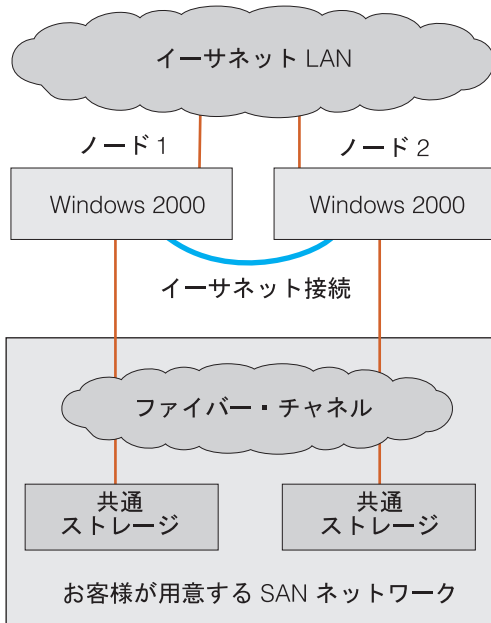 イーサネット LAN
ノード 1
ノード 2
Windows 2000
Windows 2000
イーサネット接続
ファイバー・チャネル
共通
ストレージ
共通
ストレージ
お客様が用意する SAN ネットワーク